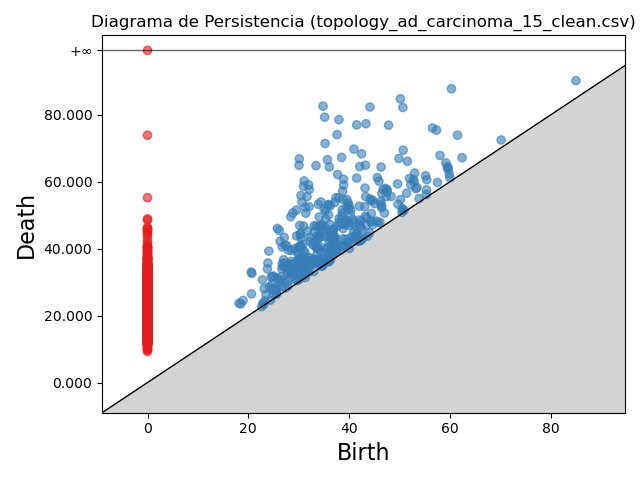 Diagrama de Persistencia (topology_ad_carcinoma_15_clean.csv)
+∞
80.000
60.000
40.000
20.000
0.000
Death
0 20 40 60 80
Birth